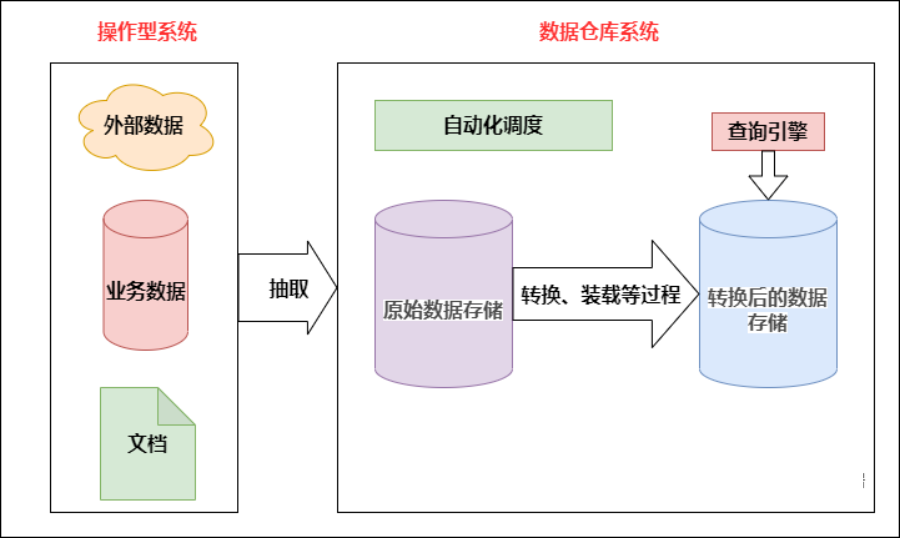 操作型系统
数据仓库系统
外部数据
业务数据
文档
抽取
自动化调度
查询引擎
原始数据存储
转换、装载等过程
转换后的数据
存储